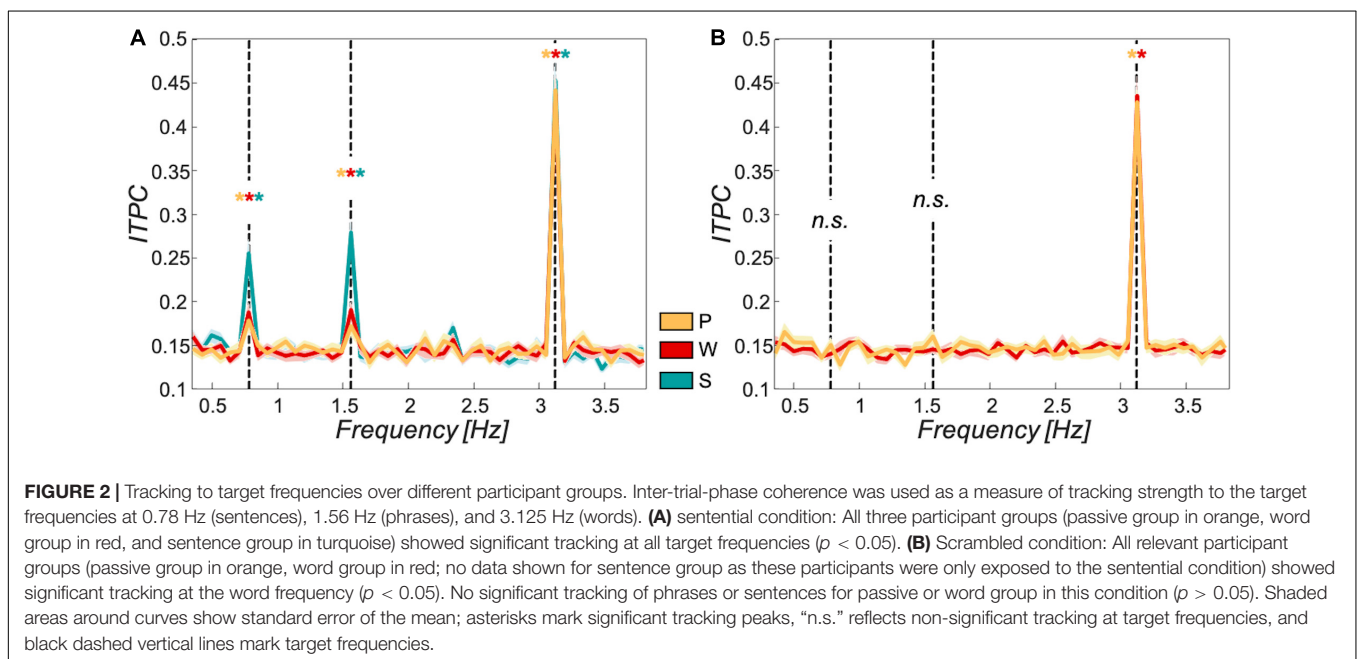 A
B
0.5
0.45
0.4
0.35
0.3
0.25
0.2
0.15
0.1
ITPC
***
***
***
0.5 1 1.5 2 2.5 3 3.5
Frequency [Hz]
P
W
S
0.5
0.45
0.4
0.35
0.3
0.25
0.2
0.15
0.1
ITPC
n.s.
n.s.
**
0.5 1 1.5 2 2.5 3 3.5
Frequency [Hz]
FIGURE 2 | Tracking to target frequencies over different participant groups. Inter-trial-phase coherence was used as a measure of tracking strength to the target
frequencies at 0.78 Hz (sentences), 1.56 Hz (phrases), and 3.125 Hz (words). (A) sentential condition: All three participant groups (passive group in orange, word
group in red, and sentence group in turquoise) showed significant tracking at all target frequencies (p < 0.05). (B) Scrambled condition: All relevant participant
groups (passive group in orange, word group in red; no data shown for sentence group as these participants were only exposed to the sentential condition) showed
significant tracking at the word frequency (p < 0.05). No significant tracking of phrases or sentences for passive or word group in this condition (p > 0.05). Shaded
areas around curves show standard error of the mean; asterisks mark significant tracking peaks, “n.s.” reflects non-significant tracking at target frequencies, and
black dashed vertical lines mark target frequencies.